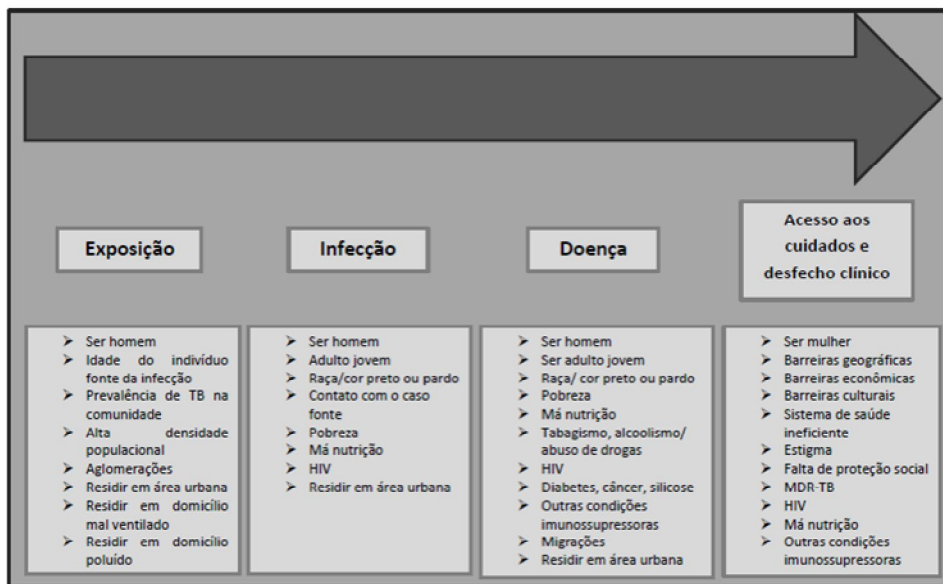 Exposição
Infecção
Doença
Acesso aos
cuidados e
desfecho clínico
Ser homem
Idade do indivíduo
fonte da infecção
Prevalência de TB na
comunidade
Alta densidade
populacional
Aglomerações
Residir em área urbana
Residir em domicílio
mal ventilado
Residir em domicílio
poluído
Ser homem
Adulto jovem
Raça/cor preto ou pardo
Contato com o caso
fonte
Pobreza
Má nutrição
HIV
Residir em área urbana
Ser homem
Ser adulto jovem
Raça/ cor preto ou pardo
Pobreza
Má nutrição
Tabagismo, alcoolismo/
abuso de drogas
HIV
Diabetes, câncer, silicose
Outras condições
imunossupressoras
Migrações
Residir em área urbana
Ser mulher
Barreiras geográficas
Barreiras econômicas
Barreiras culturais
Sistema de saúde
ineficiente
Estigma
Falta de proteção social
MDR-TB
HIV
Má nutrição
Outras condições
imunossupressoras